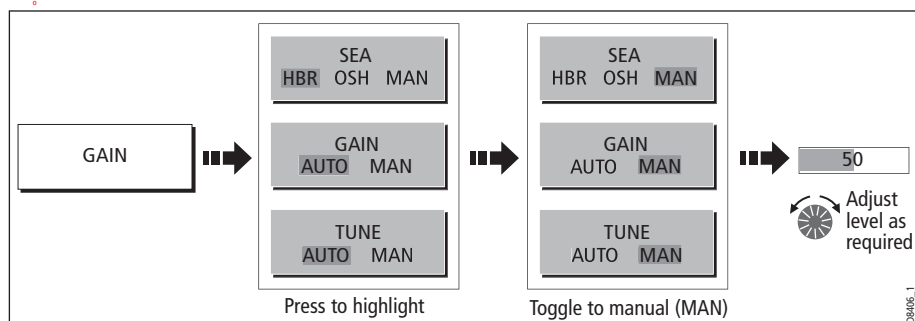 GAIN
SEA
HBR OSH MAN
GAIN
AUTO MAN
TUNE
AUTO MAN
Press to highlight
SEA
HBR OSH MAN
GAIN
AUTO MAN
TUNE
AUTO MAN
Toggle to manual (MAN)
50
Adjust
level as
required